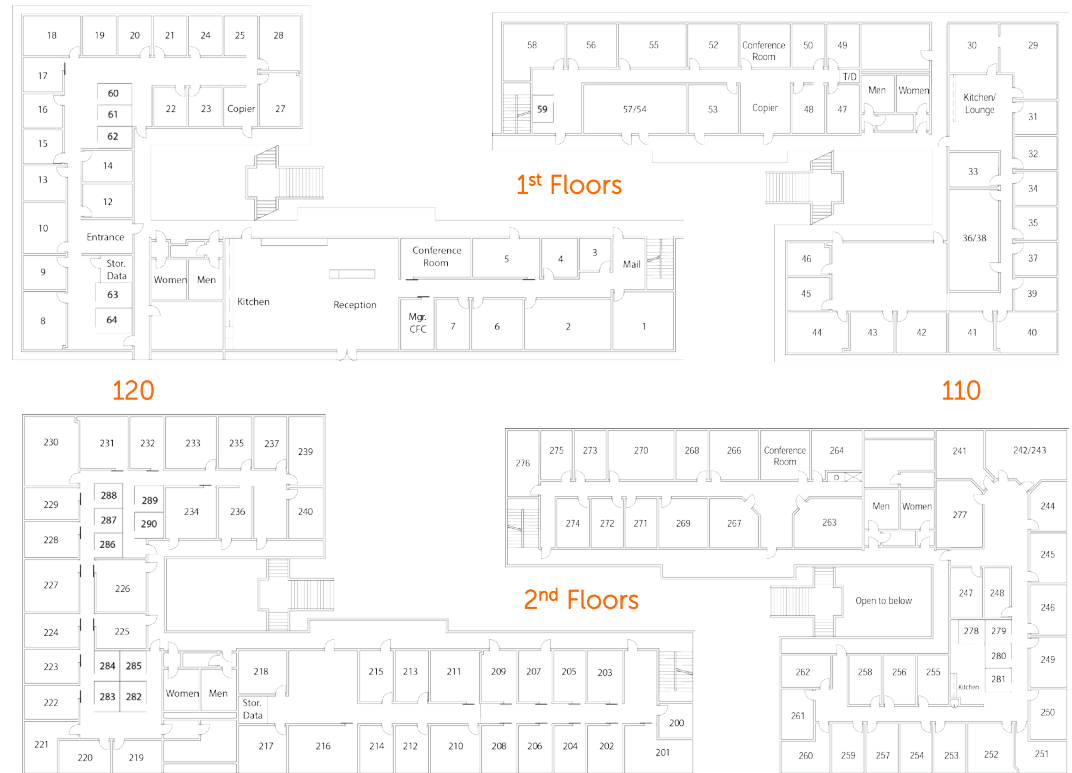 18 19 20 21 24 25 28
17
60
16 61 22 23 Copier 27
62
15
14
13
12
10
Entrance
Stor.
Data
9
63
Women Men
8 64
Kitchen
Reception
Conference
Room
5 4 3
Mail
Mgr.
CFC
7 6 2 1
58 56 55 52 Conference
Room
50 49
T/D
Men Women
59 57/54 53 Copier 48 47
30 29
Kitchen/
Lounge
31
32
33
34
35
36/38
37
46
45
39
44 43 42 41 40
1st Floors
120
110
230 231 232 233 235 237 239
229 288 289 234 236 240
287 290
228 286
227 226
224 225
223 284 285
222 283 282
221 220 219
Women Men
218
Stor.
Data
217 216
215 213 211 209 207 205 203
200
214 212 210 208 206 204 202 201
2nd Floors
276 275 273 270 268 266 Conference
Room
264
D
274 272 271 269 267 263
Men Women
241 242/243
277 244
245
Open to below
247 248 246
278 279
280 249
281
Kitchen
262 258 256 255
261 250
260 259 257 254 253 252 251